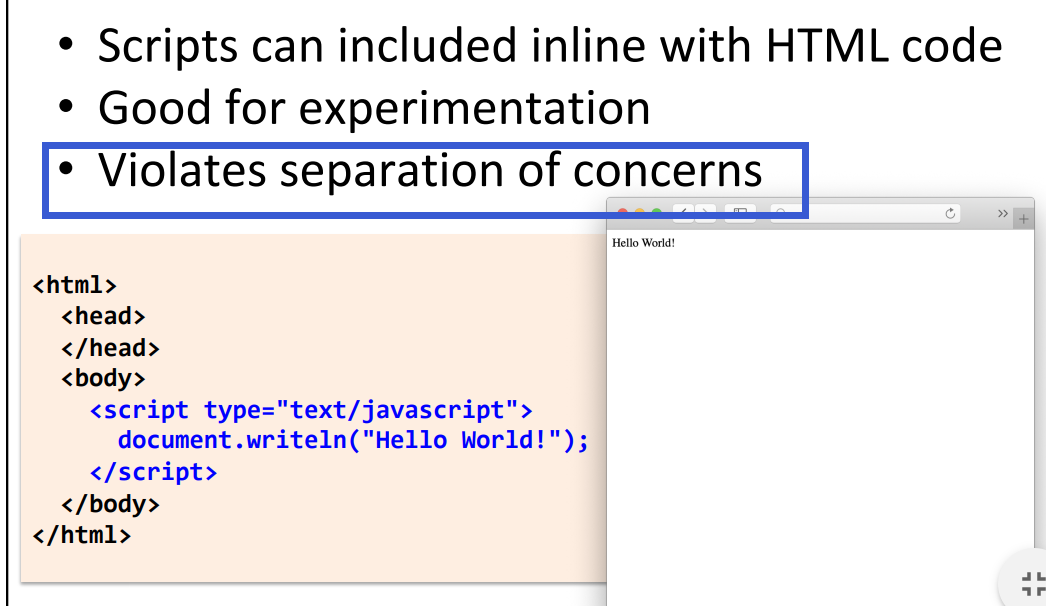 • Scripts can included inline with HTML code
• Good for experimentation
• Violates separation of concerns
Hello World!
<html>
<head>
</head>
<body>
<script type="text/javascript">
document.writeln("Hello World!");
</script>
</body>
</html>